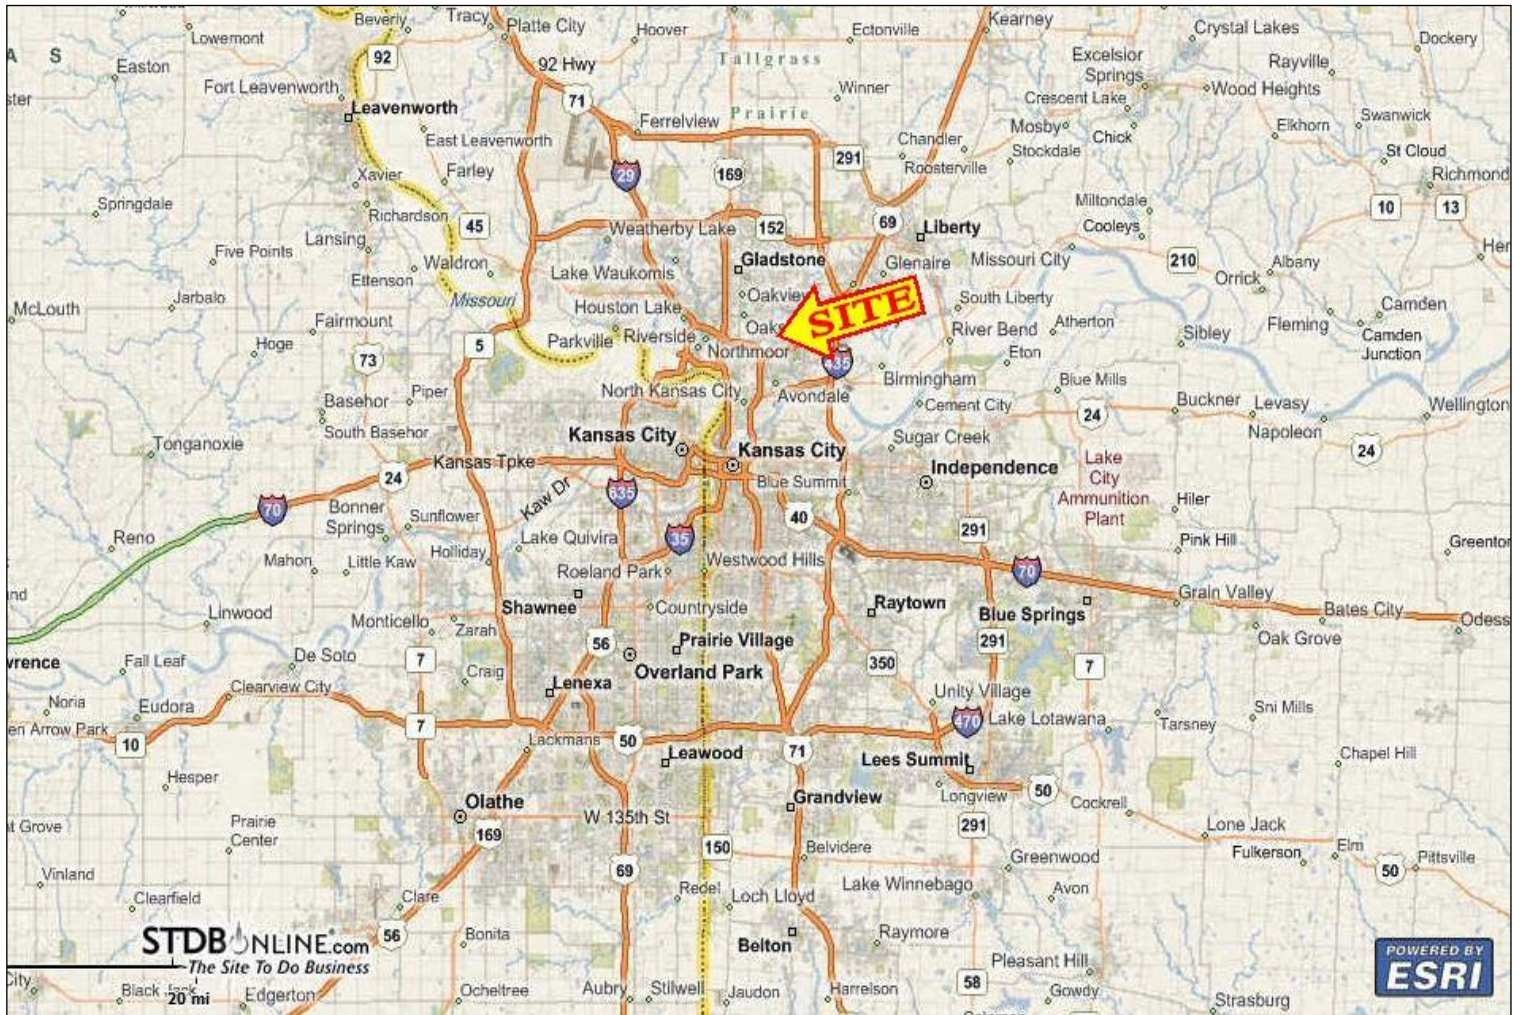 Beverly
Tracy
Platte City
Hoover
Ectonville
Kearney
Crystal Lakes
Dockery
Lowemont
A S
Easton
92
92 Hwy
Tallgrass
Excelsior
Springs
Rayville
Fort Leavenworth
71
Winner
Crescent Lake
Wood Heights
Leavenworth
Ferrelview
Prairie
Mosby
Chick
Elkhorn
Swanwick
East Leavenworth
Chandler
291
Stockdale
St Cloud
Xavier
Farley
29
169
Roosterville
Richmond
Springdale
Richardson
45
Weatherby Lake
152
69
Liberty
Miltondale
Cooleys
10
13
Five Points
Lansing
Waldron
Lake Waukomis
Gladstone
Glenaire
Missouri City
210
Albany
Orrick
Ettenson
McLouth
Jarbalo
Missouri
Houston Lake
SITE
South Liberty
Camden
Fairmount
5
Parkville
Riverside
Northmoor
River Bend
Atherton
Sibley
Fleming
Camden
Junction
Hoge
73
Eton
Piper
North Kansas City
Avondale
Birmingham
Blue Mills
Basehor
Cement City
24
Buckner
Levasy
Wellington
South Basehor
Napoleon
Tonganoxie
Kansas City
Kansas City
Sugar Creek
24
24
Kansas Tpke
Independence
Lake
City
Ammunition
Plant
70
Kaw Dr
635
Blue Summit
Hiler
Bonner
Springs
Sunflower
35
40
291
Reno
Lake Quivira
Pink Hill
Mahon
Little Kaw
Holliday
Roeland Park
Westwood Hills
70
Grain Valley
Shawnee
Countryside
Raytown
Blue Springs
Bates City
Linwood
Monticello
Zarah
56
Prairie Village
291
Oak Grove
Fall Leaf
De Soto
7
Craig
Overland Park
350
7
Noria
Clearview City
Lenexa
Unity Village
Sni Mills
Eudora
7
470
Lake Lotawana
Tarsney
10
Lackmans
50
Leawood
71
Lees Summit
Chapel Hill
Hesper
Olathe
Grandview
Longview
50
Cockrell
Prairie
Center
169
W 135th St
291
Lone Jack
150
Belvidere
Greenwood
Fulkerson
Elm
Pittsville
Vinland
69
50
Clearfield
Clare
Redel
Loch Lloyd
Lake Winnebago
Avon
STDBONLINE.com
The Site To Do Business
56
Bonita
Belton
Raymore
POWERED BY
ESRI
Pleasant Hill
58
20 mi
Edgerton
Ocheltree
Aubry
Stilwell
Jaudon
Harrelson
Gowdy
Strasburg